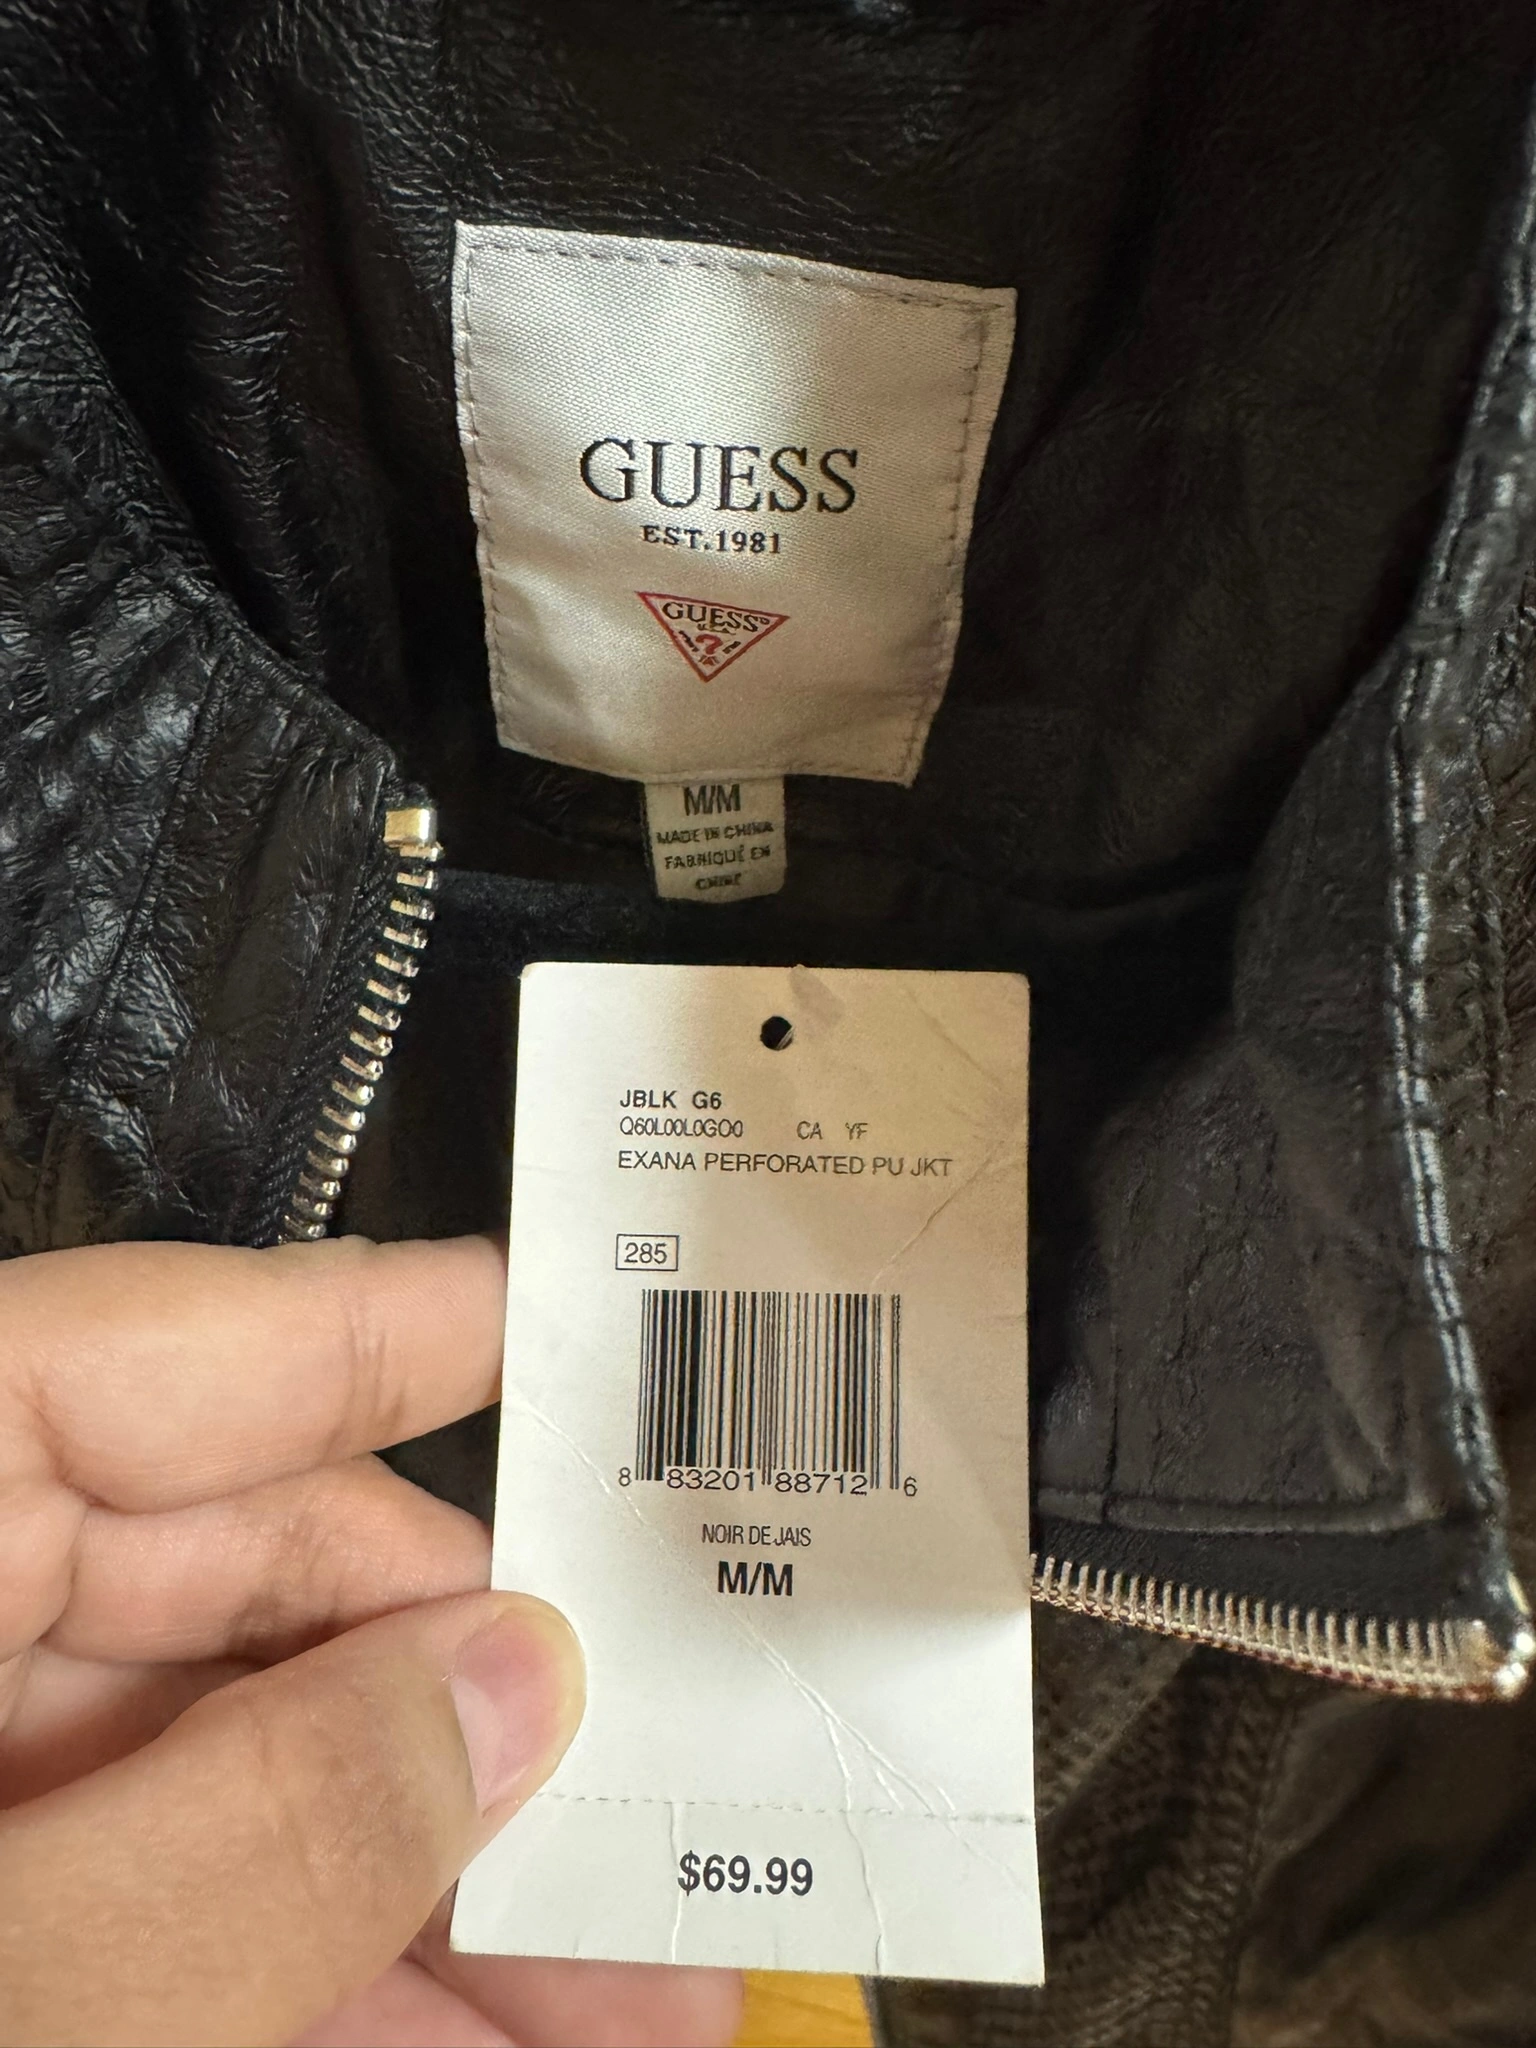 GUESS
EST.1981
GUESS
U.S.A.
?
M/M
MADE IN CHINA
FABRIQUÉ EN
CHINE
JBLK G6
Q60L00L0GO0 CA YF
EXANA PERFORATED PU JKT
285
8 83201 88712 6
NOIR DE JAIS
M/M
$69.99